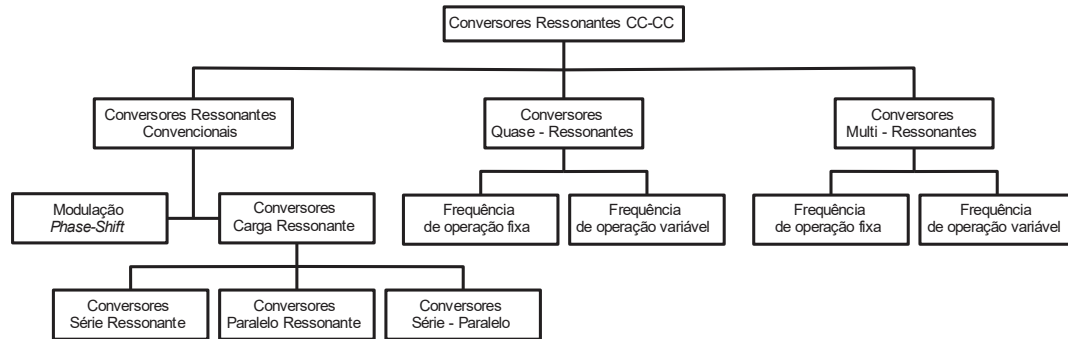 Conversores Ressonantes CC-CC
Conversores Ressonantes
Convencionais
Conversores
Quase - Ressonantes
Conversores
Multi - Ressonantes
Modulação
Phase-Shift
Conversores
Carga Ressonante
Frequência
de operação fixa
Frequência
de operação variável
Frequência
de operação fixa
Frequência
de operação variável
Conversores
Série Ressonante
Conversores
Paralelo Ressonante
Conversores
Série - Paralelo